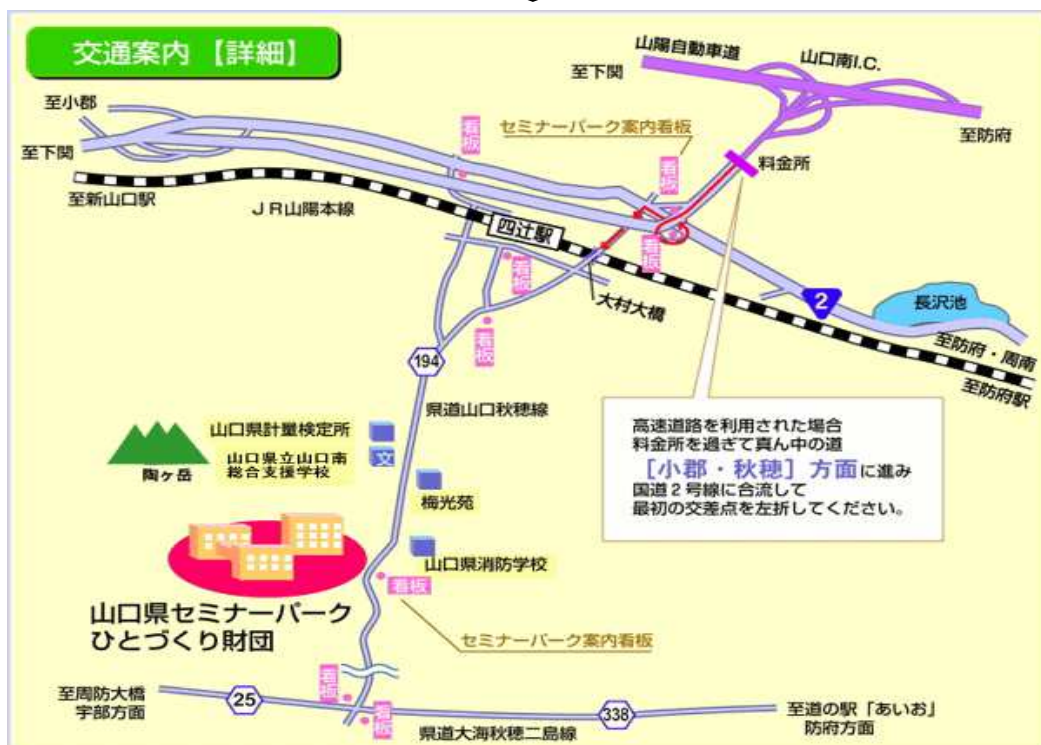 交通案内 【詳細】
山陽自動車道
山口南I.C.
至下関
至小郡
至防府
至下関
看板
セミナーパーク案内看板
看板
料金所
至新山口駅
JR山陽本線
四辻駅
看板
看板
大村大橋
2
長沢池
看板
至防府・周南
至防府駅
194
県道山口秋穂線
高速道路を利用された場合
料金所を過ぎて真ん中の道
[小郡・秋穂] 方面に進み
国道2号線に合流して
最初の交差点を左折してください。
山口県計量検定所
陶ヶ岳
山口県立山口南
総合支援学校
文
梅光苑
山口県消防学校
看板
山口県セミナーパーク
ひとづくり財団
セミナーパーク案内看板
看板
至周防大橋
宇部方面
25
看板
県道大海秋穂二島線
338
至道の駅「あいお」
防府方面